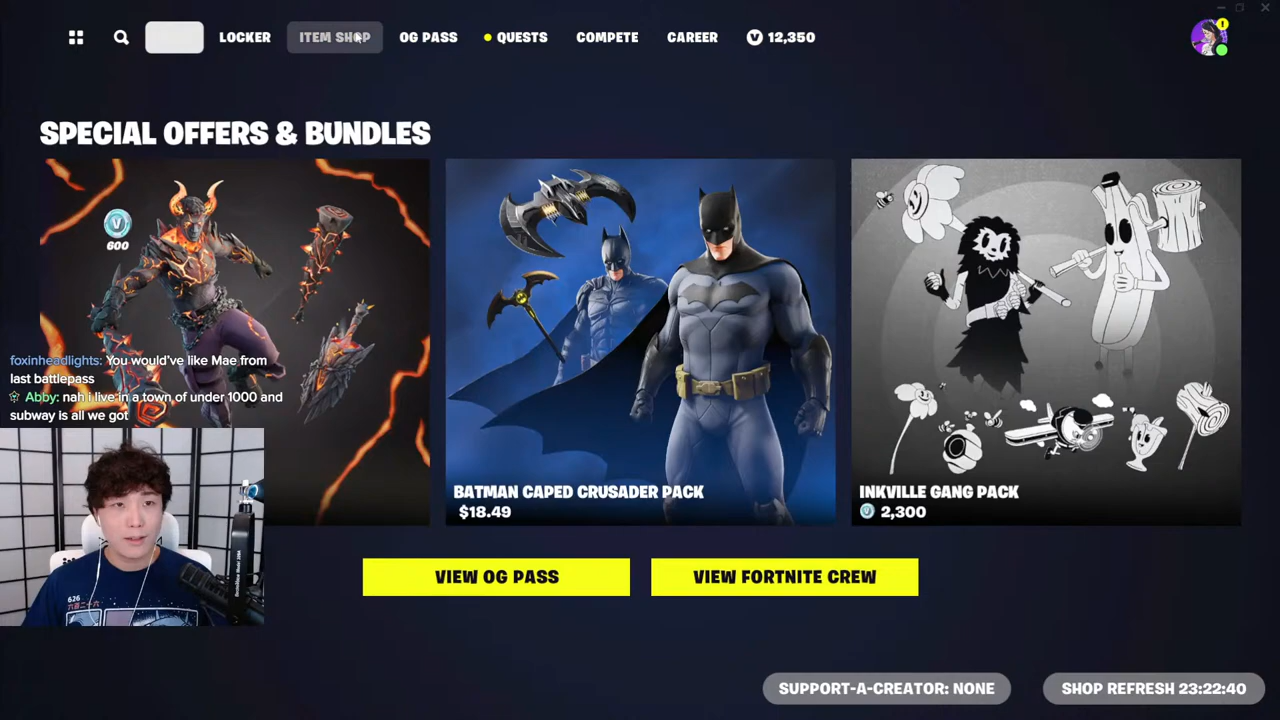 LOCKER
ITEM SHOP
OG PASS
QUESTS
COMPETE
CAREER
12,350
SPECIAL OFFERS & BUNDLES
600
foxinheadlights: You would've like Mae from
last battlepass
Abby: nah i live in a town of under 1000 and
subway is all we got
BATMAN CAPED CRUSADER PACK
$18.49
INKVILLE GANG PACK
2,300
VIEW OG PASS
VIEW FORTNITE CREW
626
SUPPORT-A-CREATOR: NONE
SHOP REFRESH 23:22:40